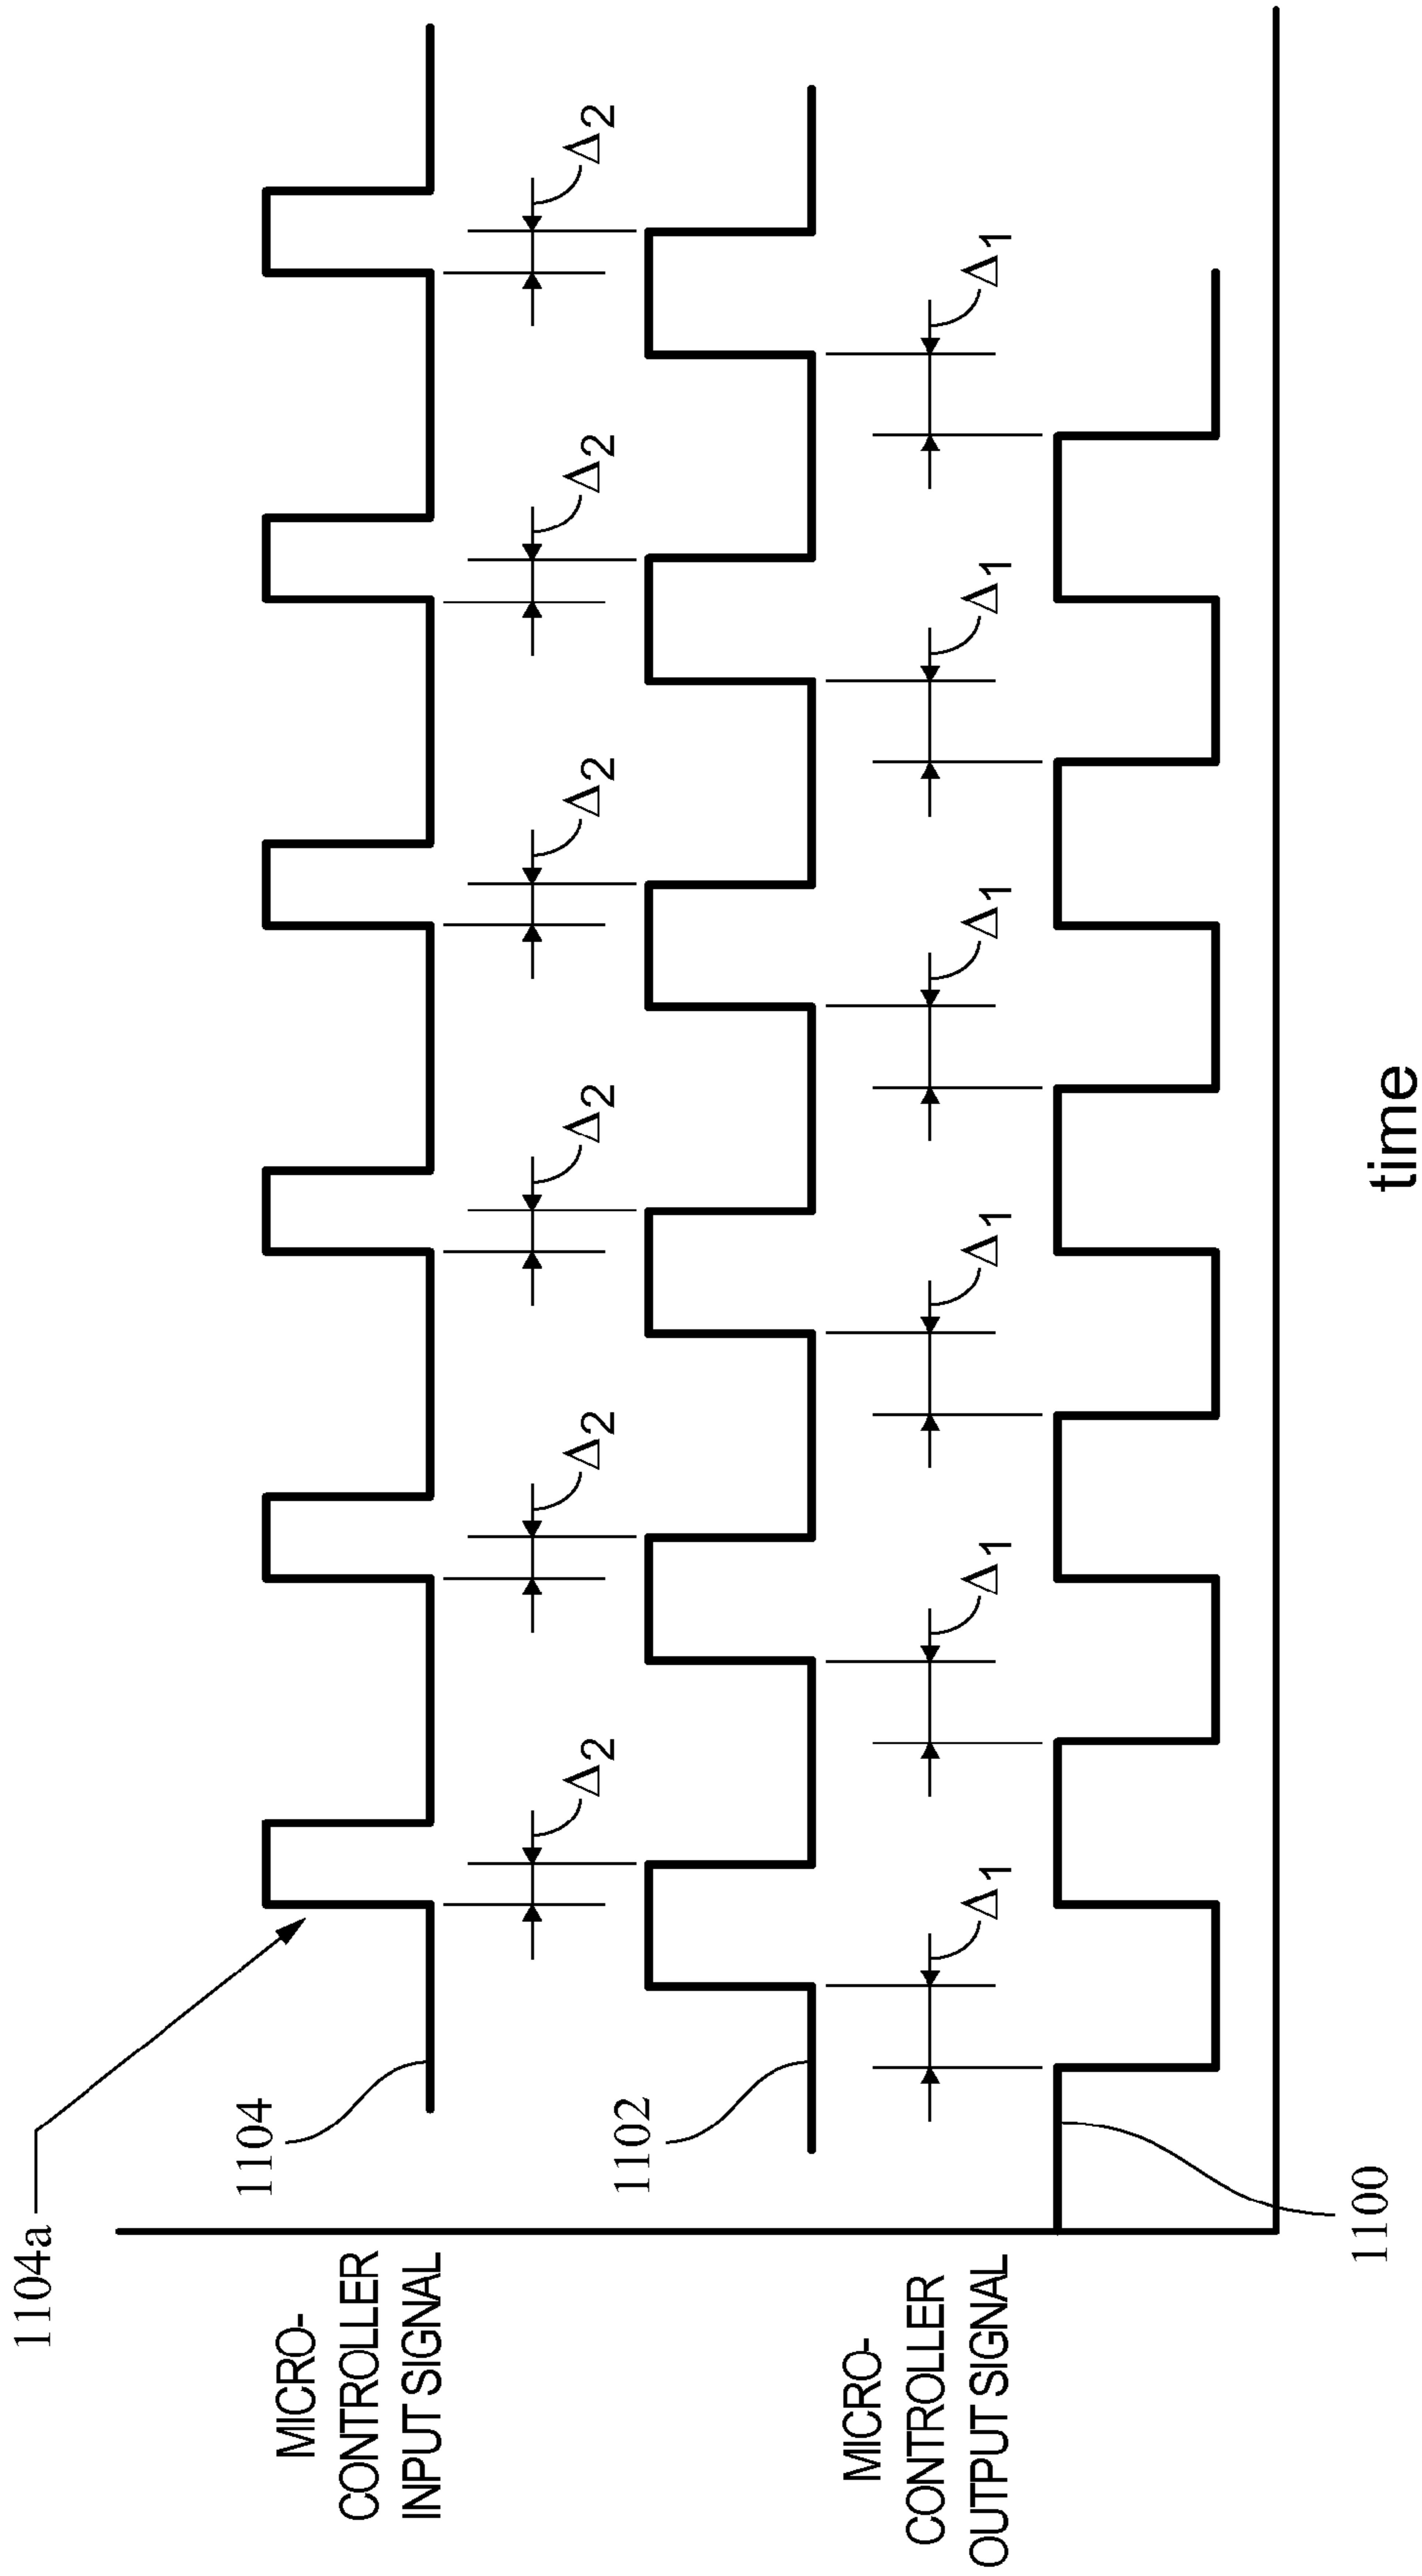 1104a
MICRO-
CONTROLLER
INPUT SIGNAL
1104
Δ2 Δ2 Δ2 Δ2 Δ2 Δ2
1102
MICRO-
CONTROLLER
OUTPUT SIGNAL
Δ1 Δ1 Δ1 Δ1 Δ1 Δ1
1100
time